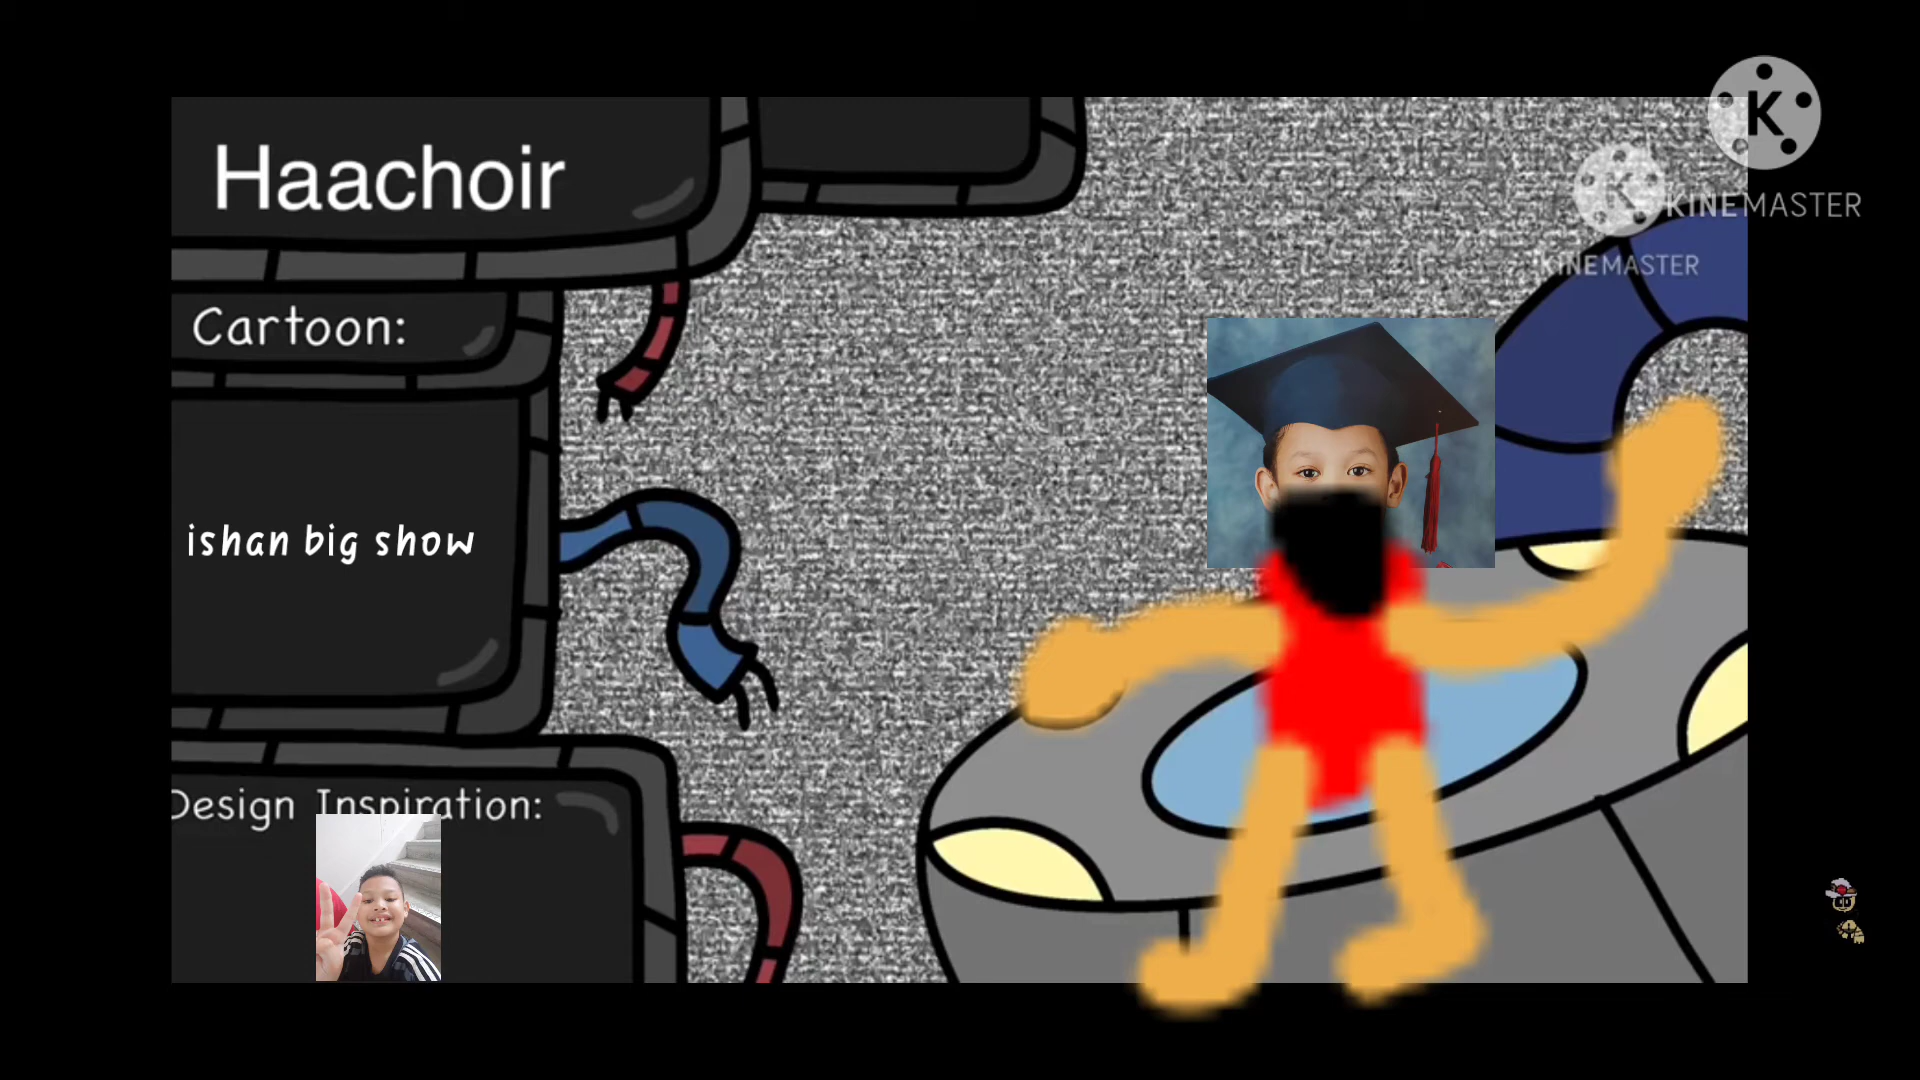 Haachoir
K
KINEMASTER
K
KINEMASTER
Cartoon:
ishan big show
Design Inspiration: